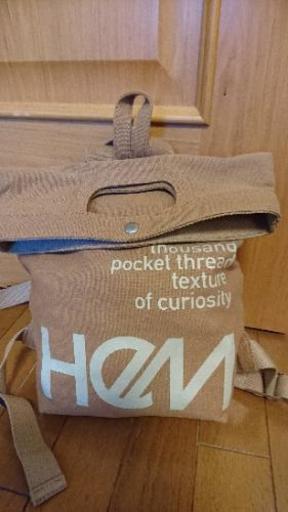 thousand
pocket thread
texture
of curiosity
HeM